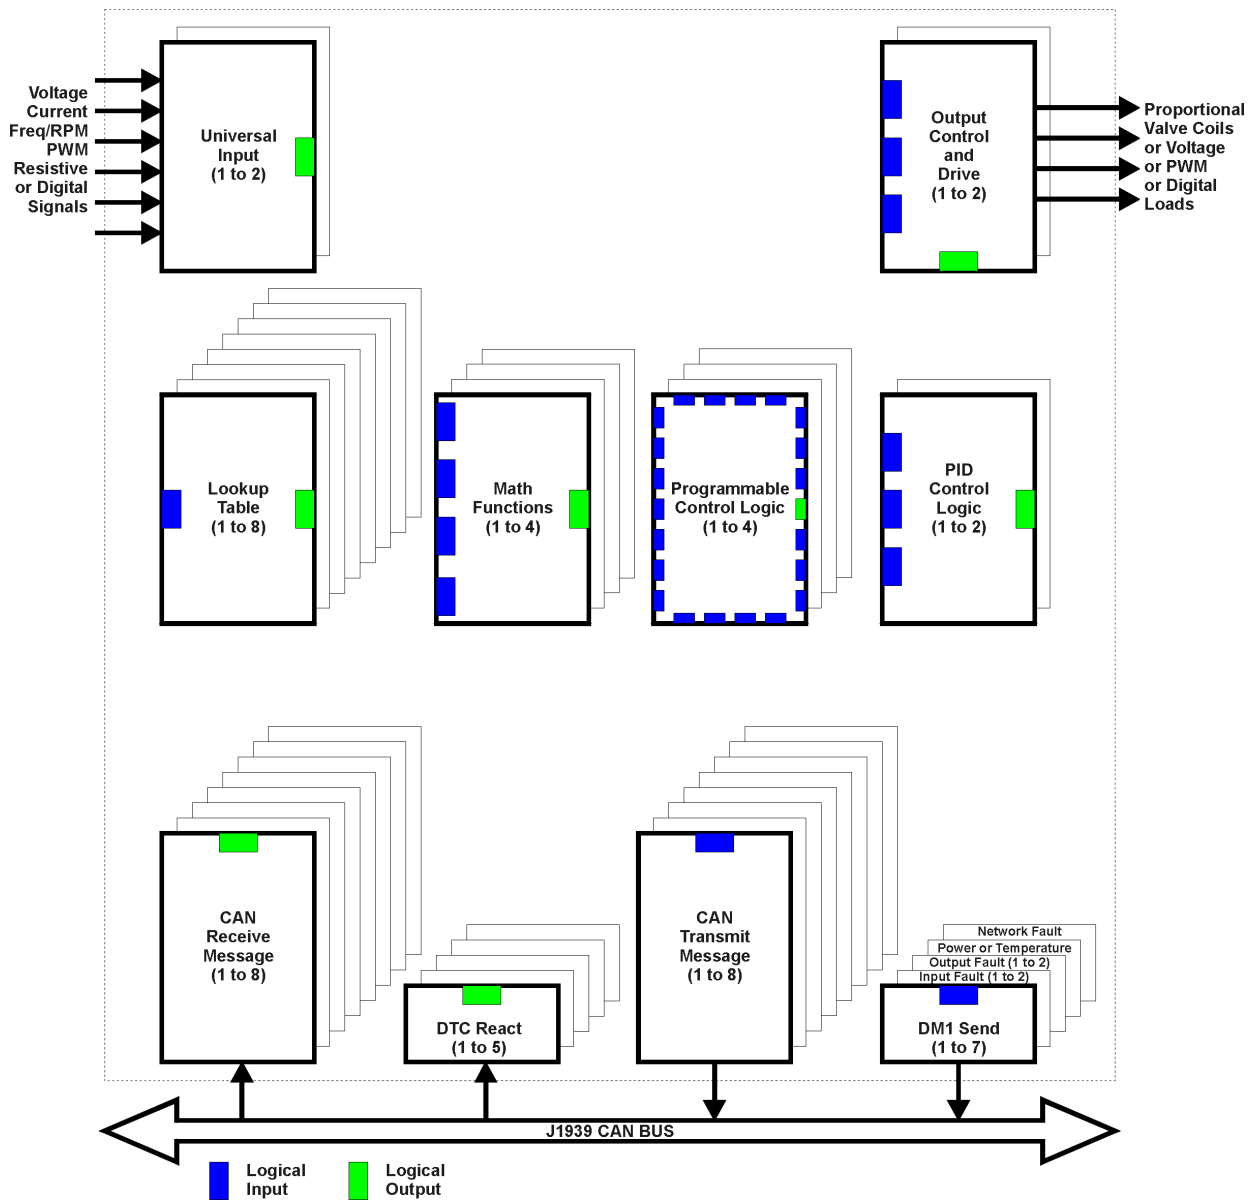 Voltage
Current
Freq/RPM
PWM
Resistive
or Digital
Signals
Universal
Input
(1 to 2)
Output
Control
and
Drive
(1 to 2)
Proportional
Valve Coils
or Voltage
or PWM
or Digital
Loads
Lookup
Table
(1 to 8)
Math
Functions
(1 to 4)
Programmable
Control Logic
(1 to 4)
PID
Control
Logic
(1 to 2)
CAN
Receive
Message
(1 to 8)
DTC React
(1 to 5)
CAN
Transmit
Message
(1 to 8)
Network Fault
Power or Temperature
Output Fault (1 to 2)
Input Fault (1 to 2)
DM1 Send
(1 to 7)
J1939 CAN BUS
Logical
Input
Logical
Output